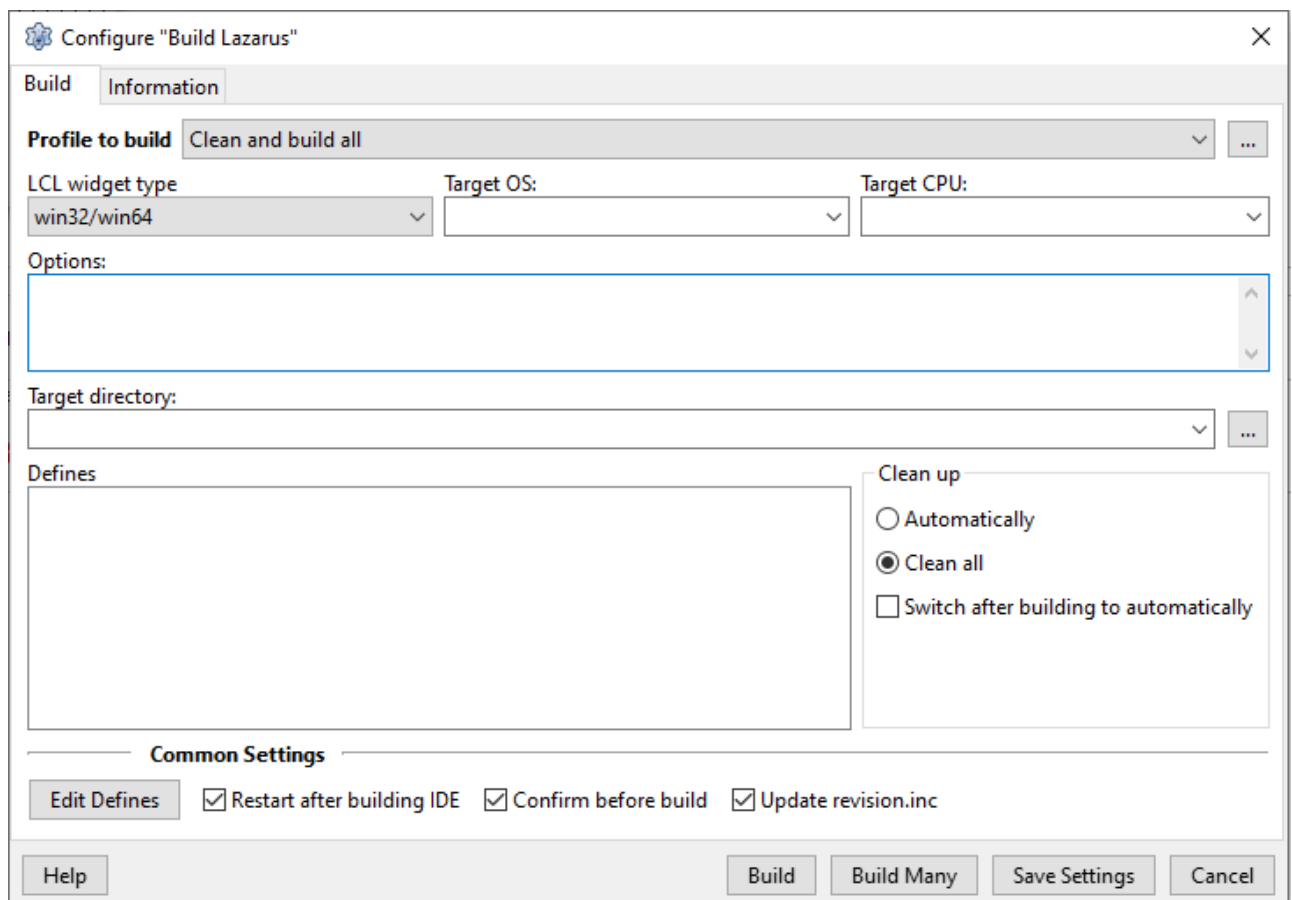 Configure "Build Lazarus"
Build Information
Profile to build Clean and build all ...
LCL widget type Target OS: Target CPU:
win32/win64
Options:
Target directory:
...
Defines Clean up
Automatically
Clean all
Switch after building to automatically
Common Settings
Edit Defines Restart after building IDE Confirm before build Update revision.inc
Help Build Build Many Save Settings Cancel